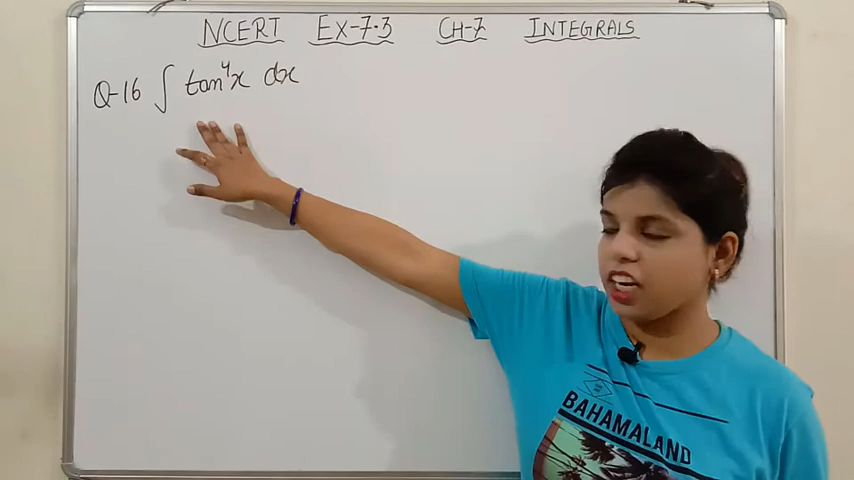 NCERT Ex-7.3 CH-7 INTEGRALS
Q-16 ∫ tan⁴x dx
BAHAMALAND